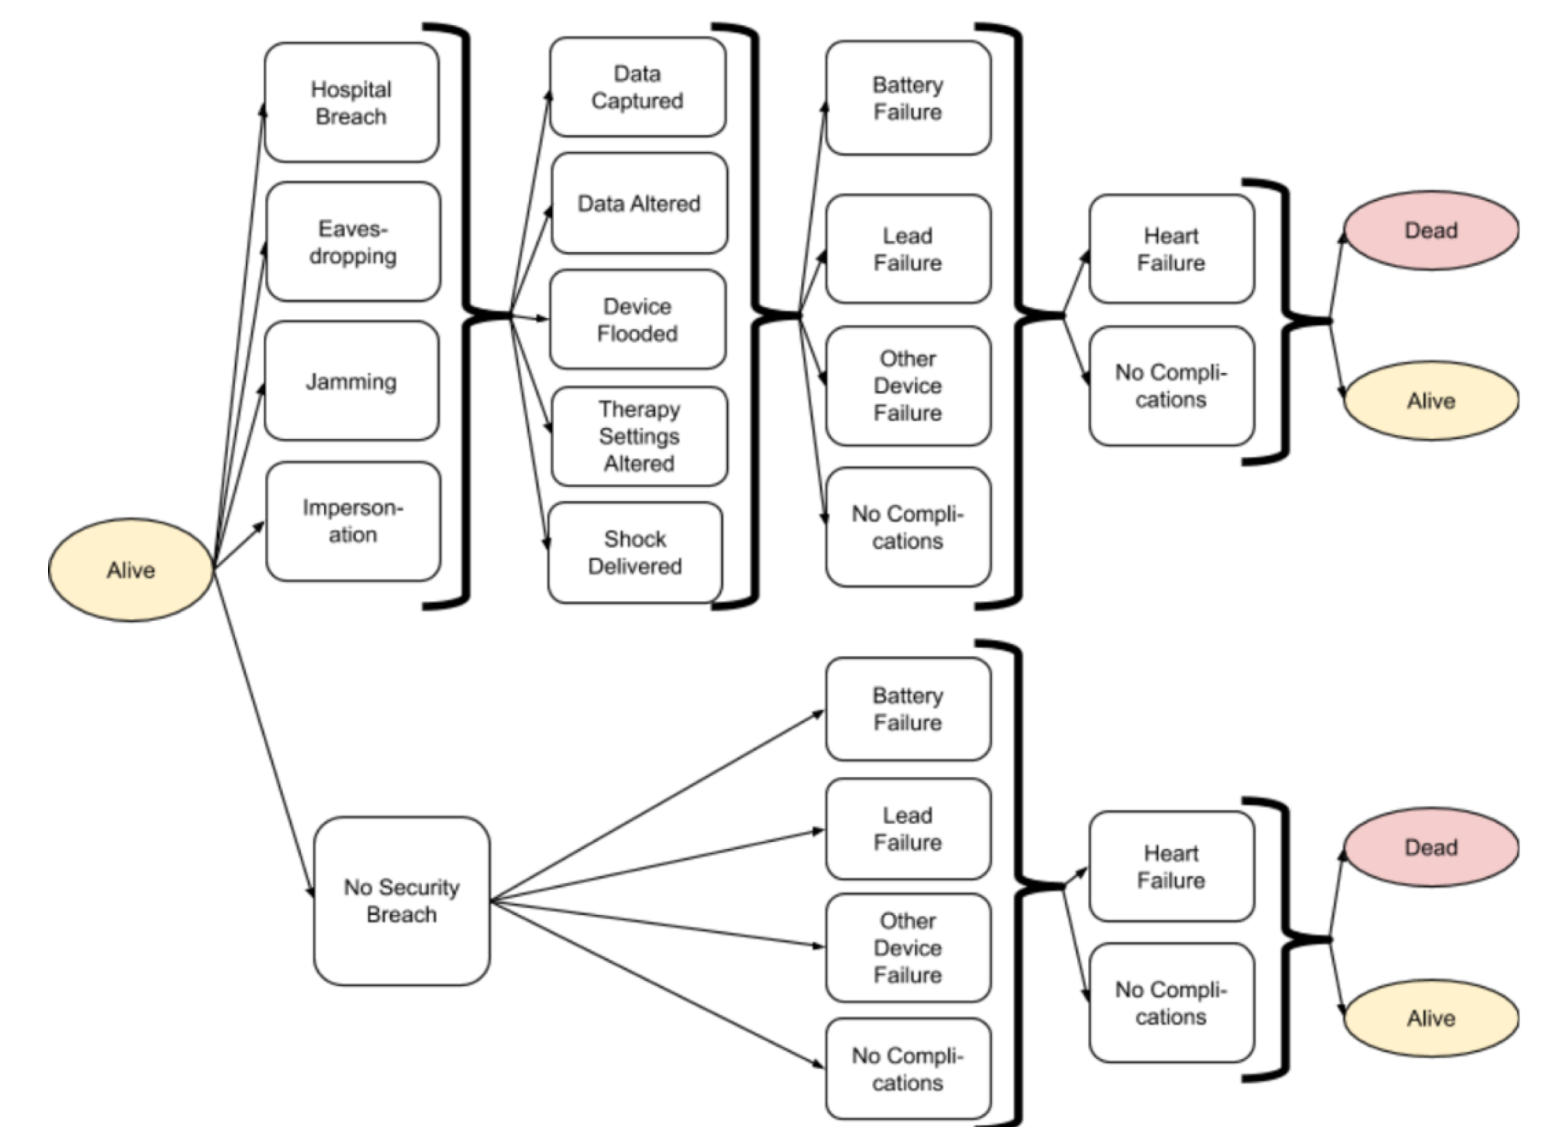 Hospital
Breach
Eaves-
dropping
Jamming
Imperson-
ation
Alive
Data
Captured
Data Altered
Device
Flooded
Therapy
Settings
Altered
Shock
Delivered
Battery
Failure
Lead
Failure
Other
Device
Failure
No Compli-
cations
Heart
Failure
No Compli-
cations
Dead
Alive
No Security
Breach
Battery
Failure
Lead
Failure
Other
Device
Failure
No Compli-
cations
Heart
Failure
No Compli-
cations
Dead
Alive